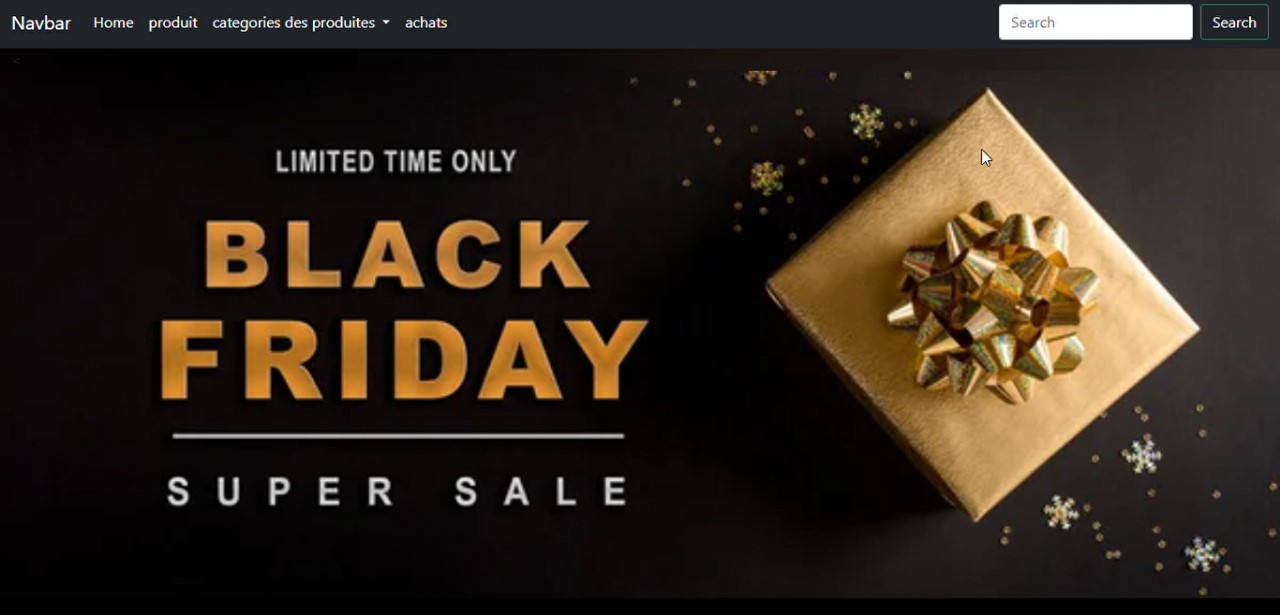 Navbar Home produit categories des produites achats Search Search
<
LIMITED TIME ONLY
BLACK
FRIDAY
SUPER SALE